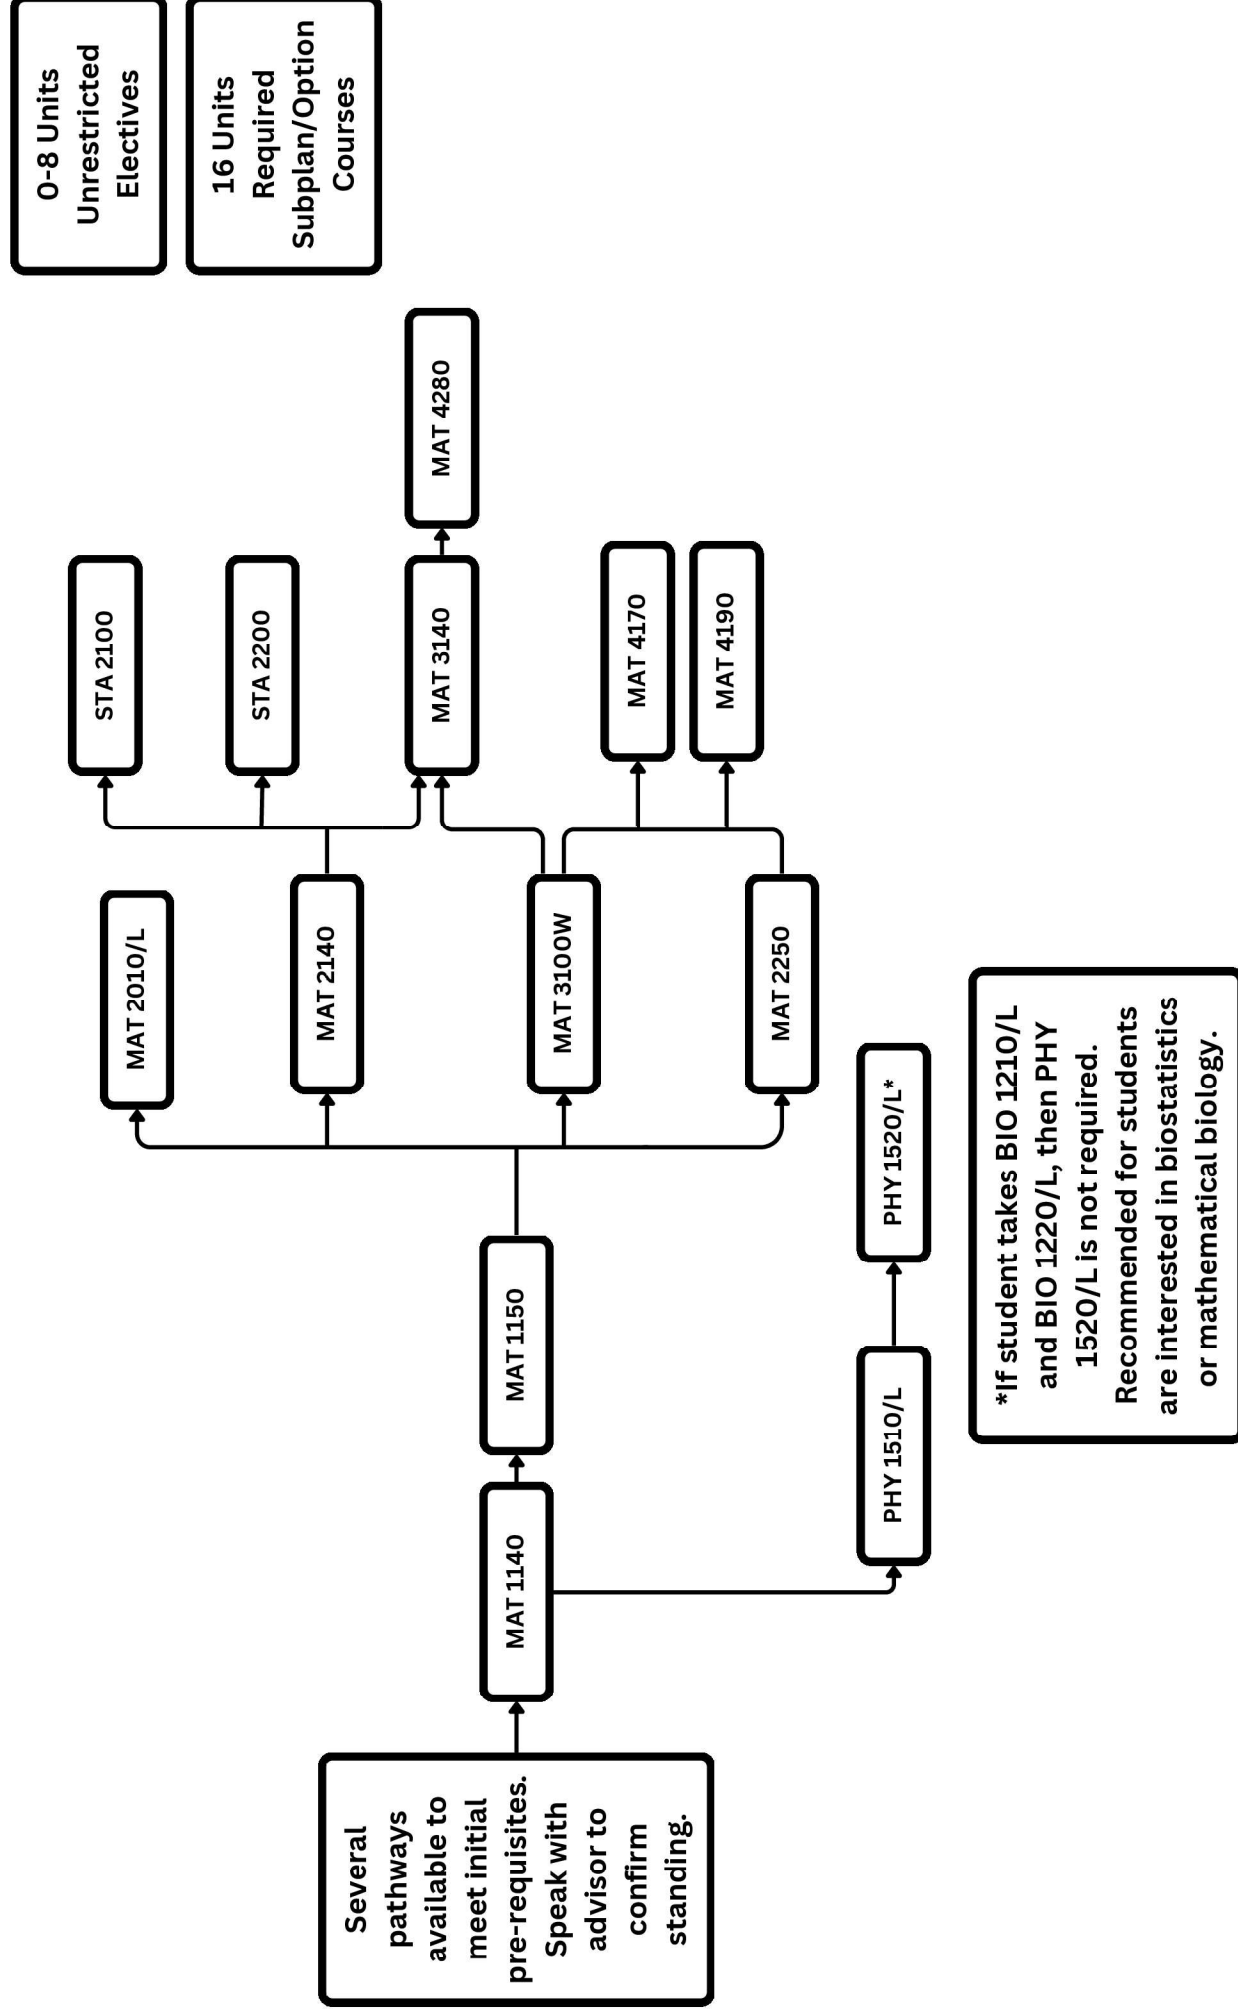 Several
pathways
available to
meet initial
pre-requisites.
Speak with
advisor to
confirm
standing.
MAT 1140
MAT 1150
PHY 1510/L
PHY 1520/L*
MAT 2010/L
MAT 2140
MAT 3100W
MAT 2250
STA 2100
STA 2200
MAT 3140
MAT 4170
MAT 4190
MAT 4280
0-8 Units
Unrestricted
Electives
16 Units
Required
Subplan/Option
Courses
*If student takes BIO 1210/L
and BIO 1220/L, then PHY
1520/L is not required.
Recommended for students
are interested in biostatistics
or mathematical biology.